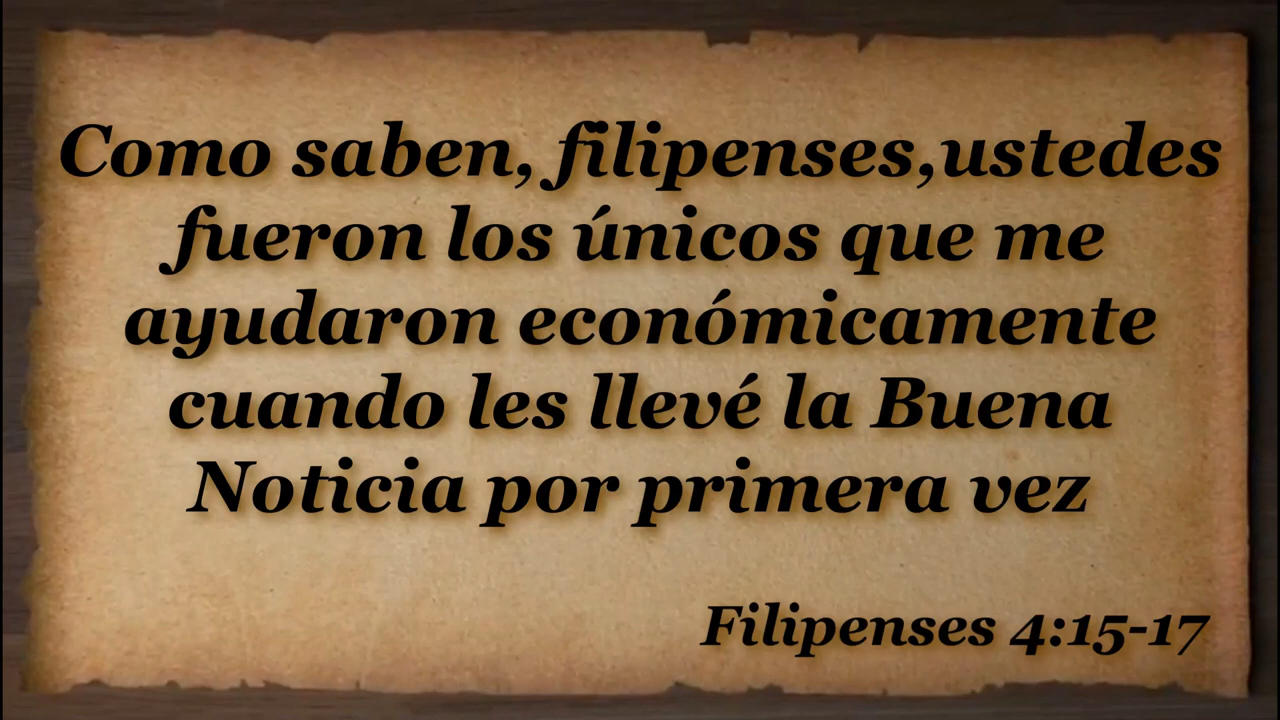 Como saben, filipenses,ustedes
fueron los únicos que me
ayudaron económicamente
cuando les llevé la Buena
Noticia por primera vez
Filipenses 4:15-17